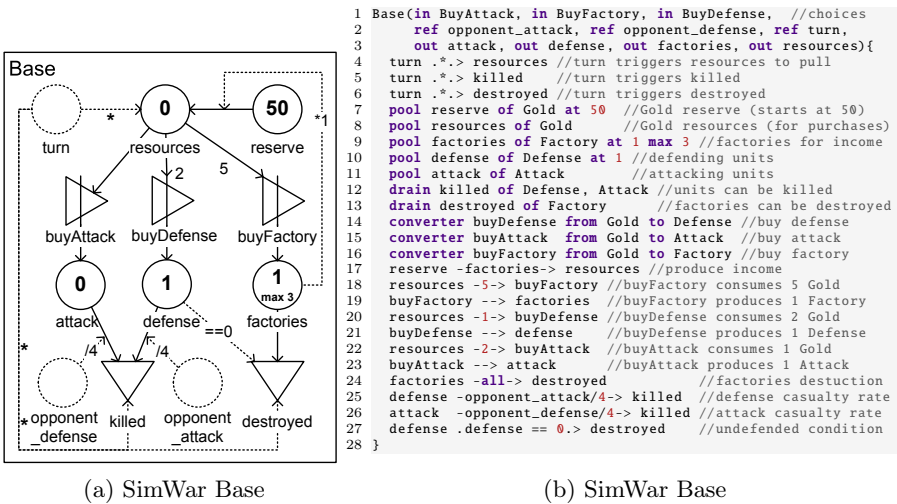 Base
0
50
*
*1
turn
resources
reserve
2
5
buyAttack
buyDefense
buyFactory
0
1
1
max 3
attack
defense
factories
==0
/4
/4
*
*
opponent
_defense
killed
opponent
_attack
destroyed
(a) SimWar Base
1 Base(in BuyAttack, in BuyFactory, in BuyDefense, //choices
2 ref opponent_attack, ref opponent_defense, ref turn,
3 out attack, out defense, out factories, out resources){
4 turn .*.> resources //turn triggers resources to pull
5 turn .*.> killed //turn triggers killed
6 turn .*.> destroyed //turn triggers destroyed
7 pool reserve of Gold at 50 //Gold reserve (starts at 50)
8 pool resources of Gold //Gold resources (for purchases)
9 pool factories of Factory at 1 max 3 //factories for income
10 pool defense of Defense at 1 //defending units
11 pool attack of Attack //attacking units
12 drain killed of Defense, Attack //units can be killed
13 drain destroyed of Factory //factories can be destroyed
14 converter buyDefense from Gold to Defense //buy defense
15 converter buyAttack from Gold to Attack //buy attack
16 converter buyFactory from Gold to Factory //buy factory
17 reserve -factories-> resources //produce income
18 resources -5-> buyFactory //buyFactory consumes 5 Gold
19 buyFactory --> factories //buyFactory produces 1 Factory
20 resources -1-> buyDefense //buyDefense consumes 2 Gold
21 buyDefense --> defense //buyDefense produces 1 Defense
22 resources -2-> buyAttack //buyAttack consumes 1 Gold
23 buyAttack --> attack //buyAttack produces 1 Attack
24 factories -all-> destroyed //factories destuction
25 defense -opponent_attack/4-> killed //defense casualty rate
26 attack -opponent_defense/4-> killed //attack casualty rate
27 defense .defense == 0.> destroyed //undefended condition
28 }
(b) SimWar Base